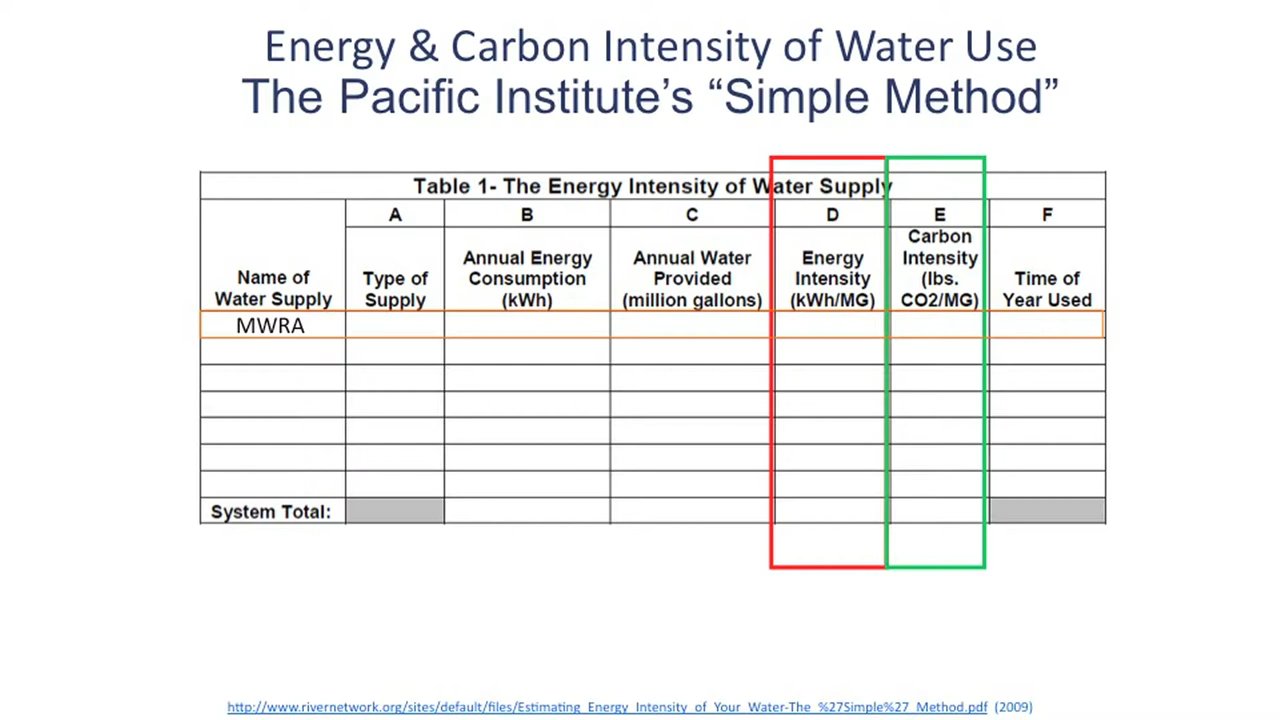 Energy & Carbon Intensity of Water Use
The Pacific Institute's “Simple Method”
Table 1- The Energy Intensity of Water Supply
A B C D E F
Name of Water Supply
Type of Supply
Annual Energy Consumption (kWh)
Annual Water Provided (million gallons)
Energy Intensity (kWh/MG)
Carbon Intensity (lbs. CO2/MG)
Time of Year Used
MWRA
System Total:
http://www.rivernetwork.org/sites/default/files/Estimating_Energy_Intensity_of_Your_Water-The_%27Simple%27_Method.pdf (2009)